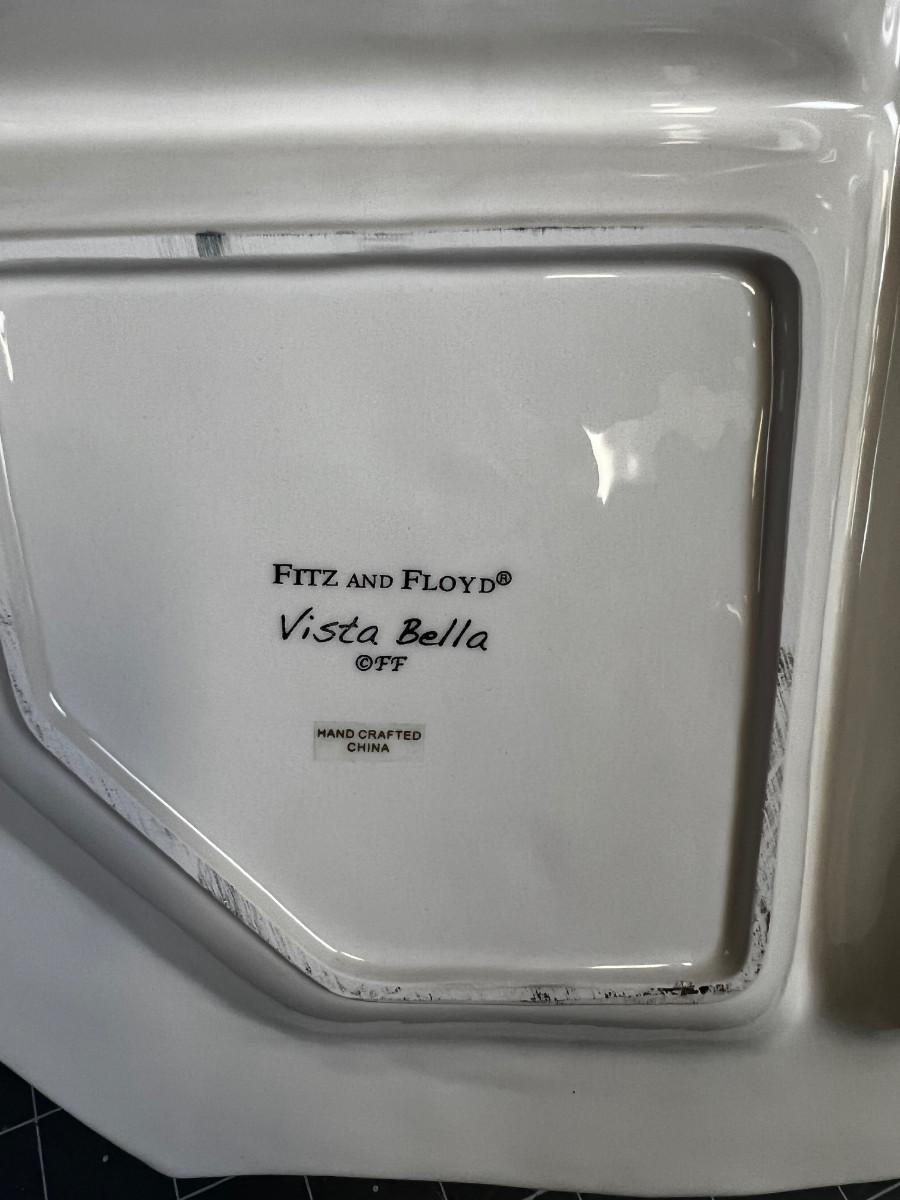 FITZ AND FLOYD®
Vista Bella
©FF
HAND CRAFTED
CHINA